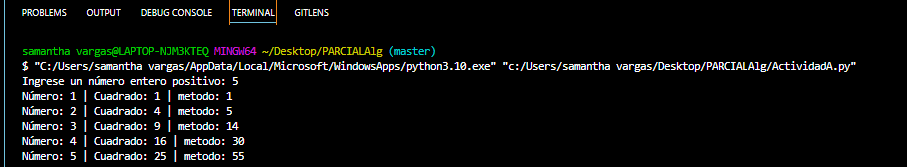 PROBLEMS OUTPUT DEBUG CONSOLE TERMINAL GITLENS
samantha vargas@LAPTOP-NJM3KTEQ MINGW64 ~/Desktop/PARCIALAlg (master)
$ "C:/Users/samantha vargas/AppData/Local/Microsoft/WindowsApps/python3.10.exe" "c:/Users/samantha vargas/Desktop/PARCIALAlg/ActividadA.py"
Ingrese un número entero positivo: 5
Número: 1 | Cuadrado: 1 | metodo: 1
Número: 2 | Cuadrado: 4 | metodo: 5
Número: 3 | Cuadrado: 9 | metodo: 14
Número: 4 | Cuadrado: 16 | metodo: 30
Número: 5 | Cuadrado: 25 | metodo: 55